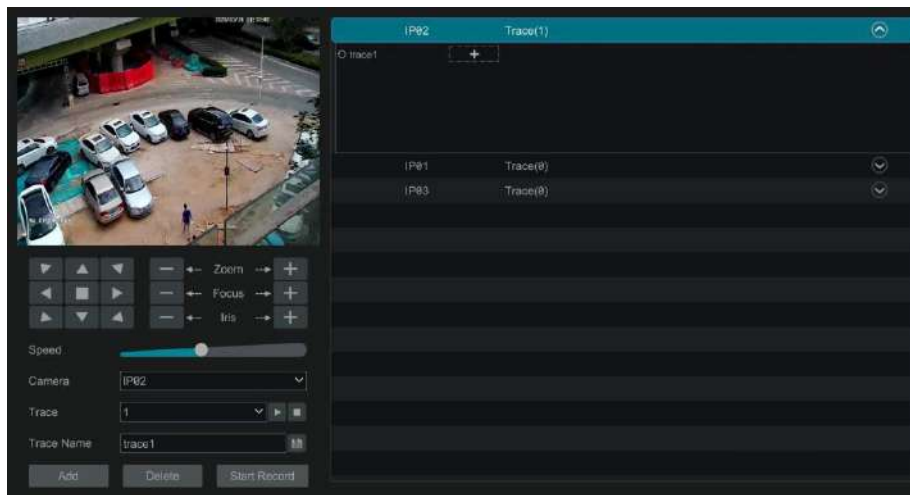 IP02 Trace(1)
trace1
IP01 Trace(0)
IP03 Trace(0)
Zoom
Focus
Iris
Speed
Camera IP02
Trace 1
Trace Name trace1
Add Delete Start Record